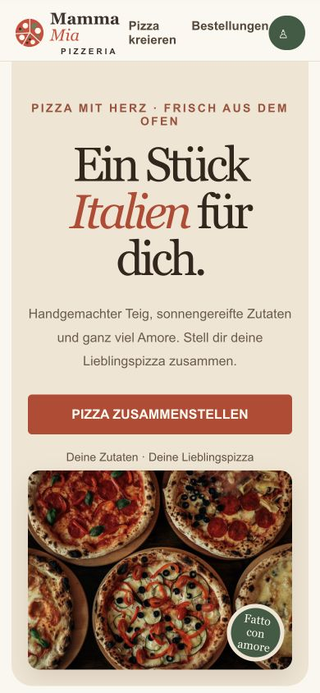 Mamma
Mia
PIZZERIA
Pizza
kreieren
Bestellungen
PIZZA MIT HERZ · FRISCH AUS DEM
OFEN
Ein Stück
Italien für
dich.
Handgemachter Teig, sonnengereifte Zutaten
und ganz viel Amore. Stell dir deine
Lieblingspizza zusammen.
PIZZA ZUSAMMENSTELLEN
Deine Zutaten · Deine Lieblingspizza
Fatto
con
amore